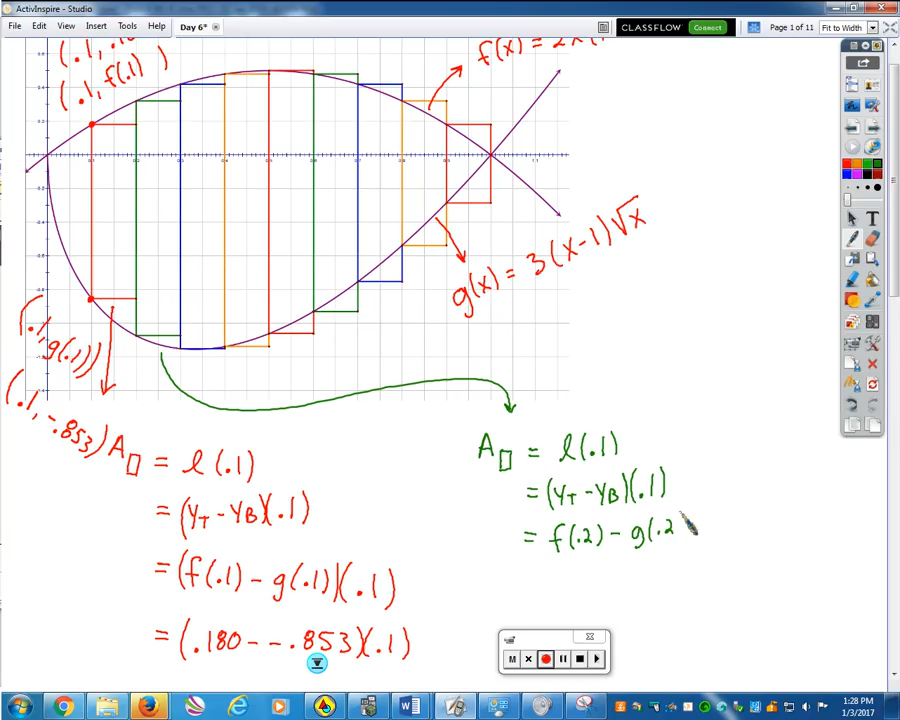 ActivInspire - Studio
File Edit View Insert Tools Help
Day 6*
CLASSFLOW Connect
Page 1 of 11
Fit to Width
(.1, f(.1))
f(x) = 2x(1
g(x) = 3(x-1)√x
(.1, g(.1))
(.1, -.853)
A▯ = l(.1)
= (YT - YB)(.1)
= (f(.1) - g(.1))(.1)
= (.180 - -.853)(.1)
A▯ = l(.1)
= (YT - YB)(.1)
= f(.2) - g(.2
M
1:28 PM
1/3/2017